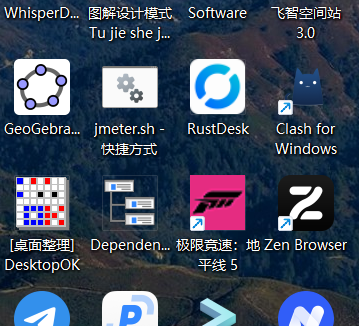 WhisperD...
图解设计模式
Tu jie she j...
Software
飞智空间站
3.0
GeoGebra...
jmeter.sh -
快捷方式
RustDesk
Clash for
Windows
[桌面整理]
DesktopOK
Dependen...
极限竞速：地
平线 5
Zen Browser